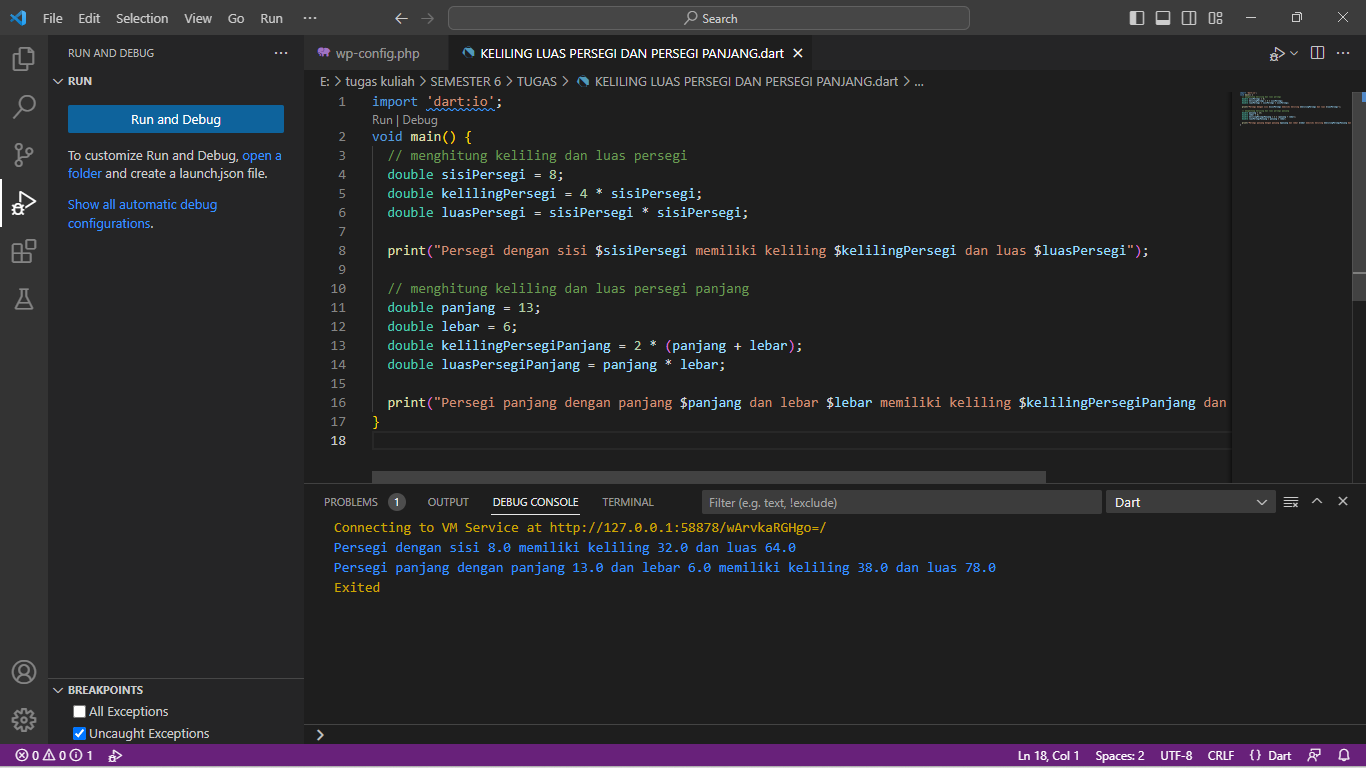 File Edit Selection View Go Run ··· Search
RUN AND DEBUG ···
wp-config.php
KELILING LUAS PERSEGI DAN PERSEGI PANJANG.dart
RUN
Run and Debug
To customize Run and Debug, open a
folder and create a launch.json file.
Show all automatic debug
configurations.
E: > tugas kuliah > SEMESTER 6 > TUGAS > KELILING LUAS PERSEGI DAN PERSEGI PANJANG.dart > ...
1 import 'dart:io';
Run | Debug
2 void main() {
3 // menghitung keliling dan luas persegi
4 double sisiPersegi = 8;
5 double kelilingPersegi = 4 * sisiPersegi;
6 double luasPersegi = sisiPersegi * sisiPersegi;
7
8 print("Persegi dengan sisi $sisiPersegi memiliki keliling $kelilingPersegi dan luas $luasPersegi");
9
10 // menghitung keliling dan luas persegi panjang
11 double panjang = 13;
12 double lebar = 6;
13 double kelilingPersegiPanjang = 2 * (panjang + lebar);
14 double luasPersegiPanjang = panjang * lebar;
15
16 print("Persegi panjang dengan panjang $panjang dan lebar $lebar memiliki keliling $kelilingPersegiPanjang dan
17 }
18
PROBLEMS 1 OUTPUT DEBUG CONSOLE TERMINAL Filter (e.g. text, !exclude) Dart
Connecting to VM Service at http://127.0.0.1:58878/wArvkaRGHgo=/
Persegi dengan sisi 8.0 memiliki keliling 32.0 dan luas 64.0
Persegi panjang dengan panjang 13.0 dan lebar 6.0 memiliki keliling 38.0 dan luas 78.0
Exited
BREAKPOINTS
All Exceptions
Uncaught Exceptions
0 0 1 Ln 18, Col 1 Spaces: 2 UTF-8 CRLF {} Dart